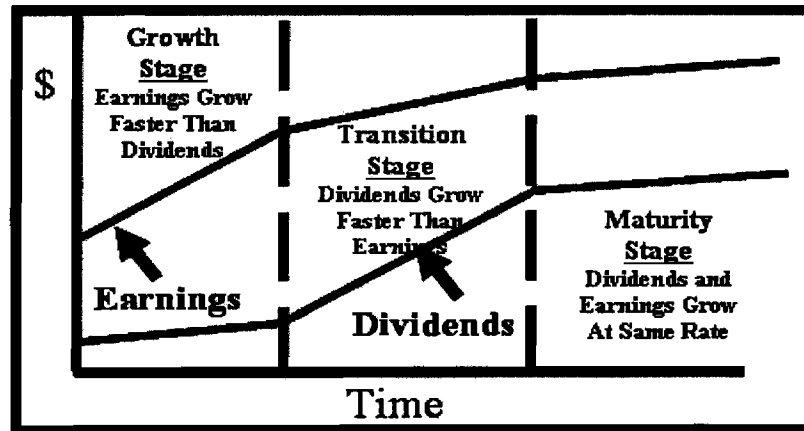 $
Growth
Stage
Earnings Grow
Faster Than
Dividends
Earnings
Transition
Stage
Dividends Grow
Faster Than
Earnings
Dividends
Maturity
Stage
Dividends and
Earnings Grow
At Same Rate
Time